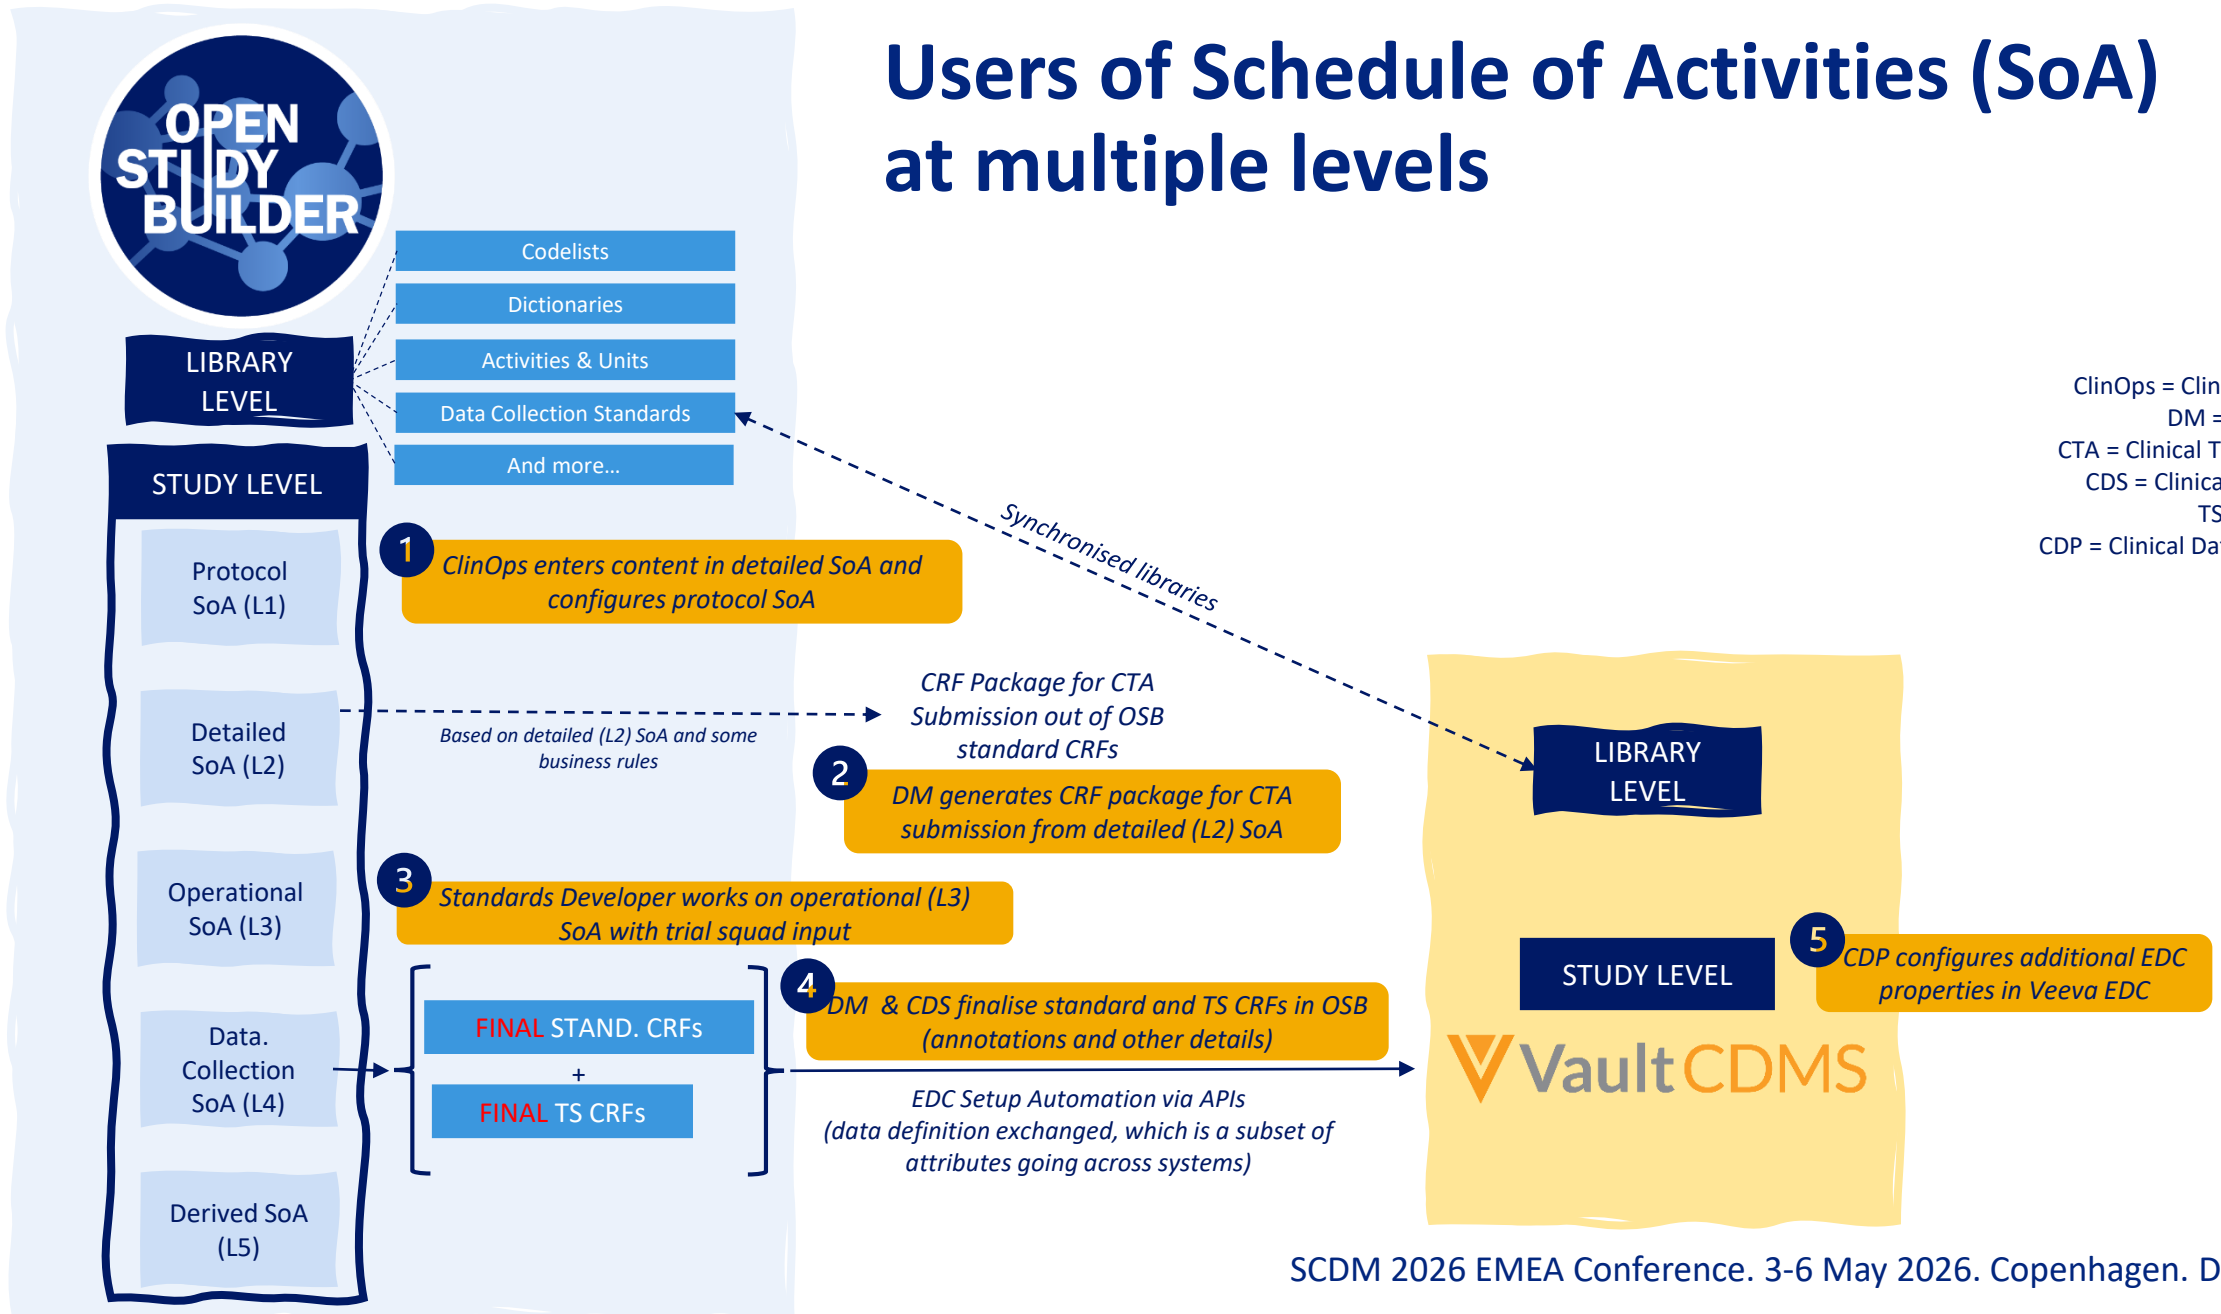 OPEN
STUDY
BUILDER
Users of Schedule of Activities (SoA)
at multiple levels
Codelists
Dictionaries
Activities & Units
Data Collection Standards
And more...
LIBRARY
LEVEL
STUDY LEVEL
ClinOps = Clin
DM =
CTA = Clinical T
CDS = Clinica
TS
CDP = Clinical Da
Synchronised libraries
Protocol
SoA (L1)
1
ClinOps enters content in detailed SoA and
configures protocol SoA
Detailed
SoA (L2)
Based on detailed (L2) SoA and some
business rules
CRF Package for CTA
Submission out of OSB
standard CRFs
2
DM generates CRF package for CTA
submission from detailed (L2) SoA
Operational
SoA (L3)
3
Standards Developer works on operational (L3)
SoA with trial squad input
Data.
Collection
SoA (L4)
FINAL STAND. CRFs
+
FINAL TS CRFs
4
DM & CDS finalise standard and TS CRFs in OSB
(annotations and other details)
EDC Setup Automation via APIs
(data definition exchanged, which is a subset of
attributes going across systems)
Derived SoA
(L5)
LIBRARY
LEVEL
STUDY LEVEL
5
CDP configures additional EDC
properties in Veeva EDC
Vault CDMS
SCDM 2026 EMEA Conference. 3-6 May 2026. Copenhagen. D